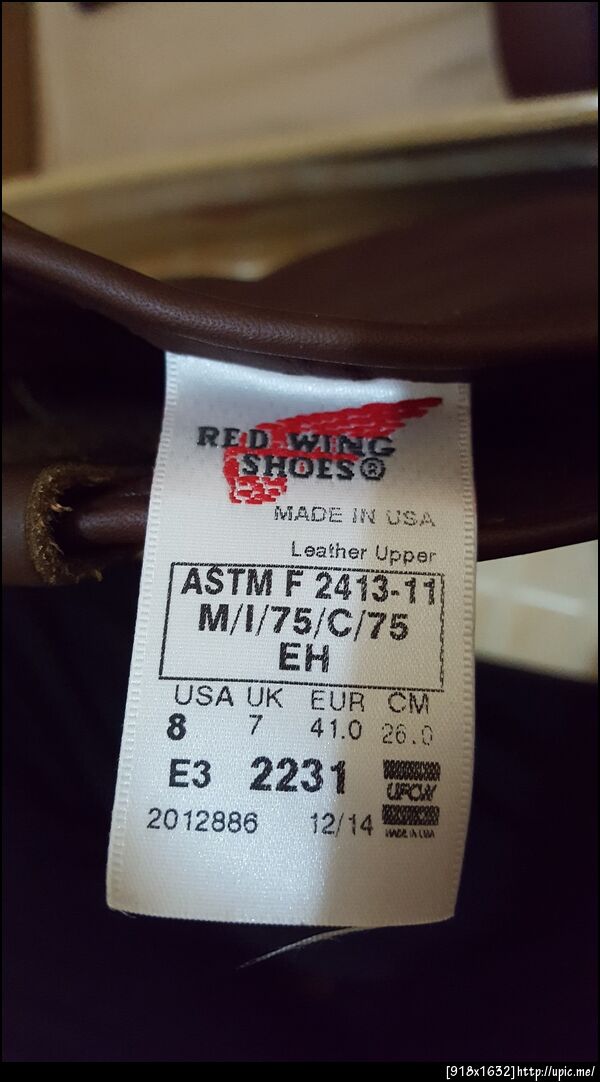 RED WING
SHOES®
MADE IN USA
Leather Upper
ASTM F 2413-11
M/I/75/C/75
EH
USA UK EUR CM
8 7 41.0 26.0
E3 2231
UFCW
MADE IN USA
2012886 12/14
[918x1632]http://upic.me/